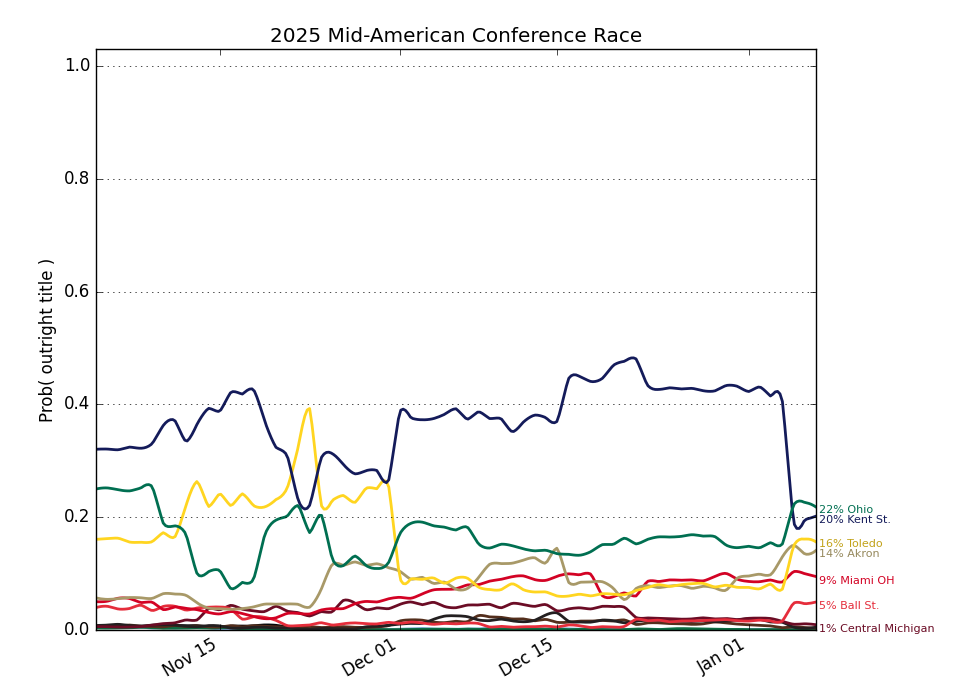 2025 Mid-American Conference Race
Prob( outright title )
1.0
0.8
0.6
0.4
0.2
0.0
Nov 15
Dec 01
Dec 15
Jan 01
22% Ohio
20% Kent St.
16% Toledo
14% Akron
9% Miami OH
5% Ball St.
1% Central Michigan